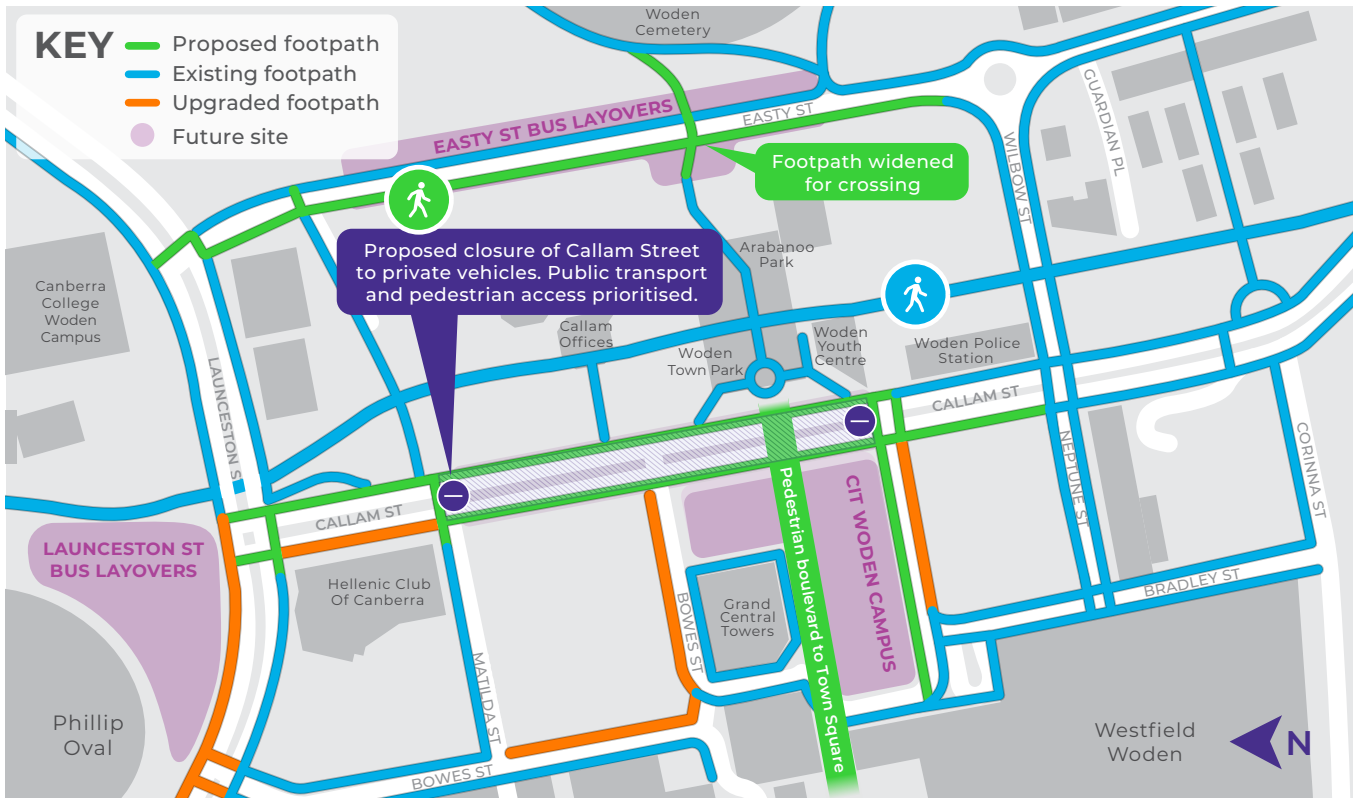 KEY
Proposed footpath
Existing footpath
Upgraded footpath
Future site
Woden
Cemetery
EASTY ST BUS LAYOVERS
EASTY ST
GUARDIAN PL
WILBOW ST
Footpath widened
for crossing
Proposed closure of Callam Street
to private vehicles. Public transport
and pedestrian access prioritised.
Arabanoo
Park
Canberra
College
Woden
Campus
Callam
Offices
Woden
Town Park
Woden
Youth
Centre
Woden Police
Station
LAUNCESTON ST
CALLAM ST
CALLAM ST
NEPTUNE ST
CORINNA ST
LAUNCESTON ST
BUS LAYOVERS
Hellenic Club
Of Canberra
Pedestrian boulevard to Town Square
CIT WODEN CAMPUS
Grand
Central
Towers
BOWES ST
MATILDA ST
BRADLEY ST
Phillip
Oval
BOWES ST
Westfield
Woden
N